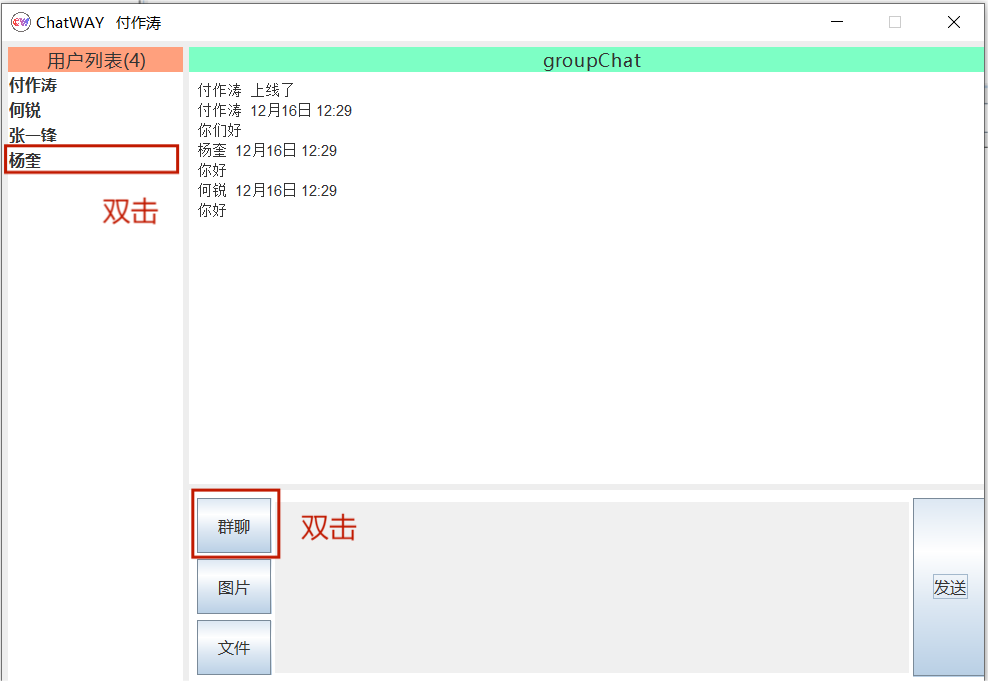 CW ChatWAY 付作涛
用户列表(4)
付作涛
何锐
张一锋
杨奎
双击
groupChat
付作涛 上线了
付作涛 12月16日 12:29
你们好
杨奎 12月16日 12:29
你好
何锐 12月16日 12:29
你好
群聊
双击
图片
文件
发送